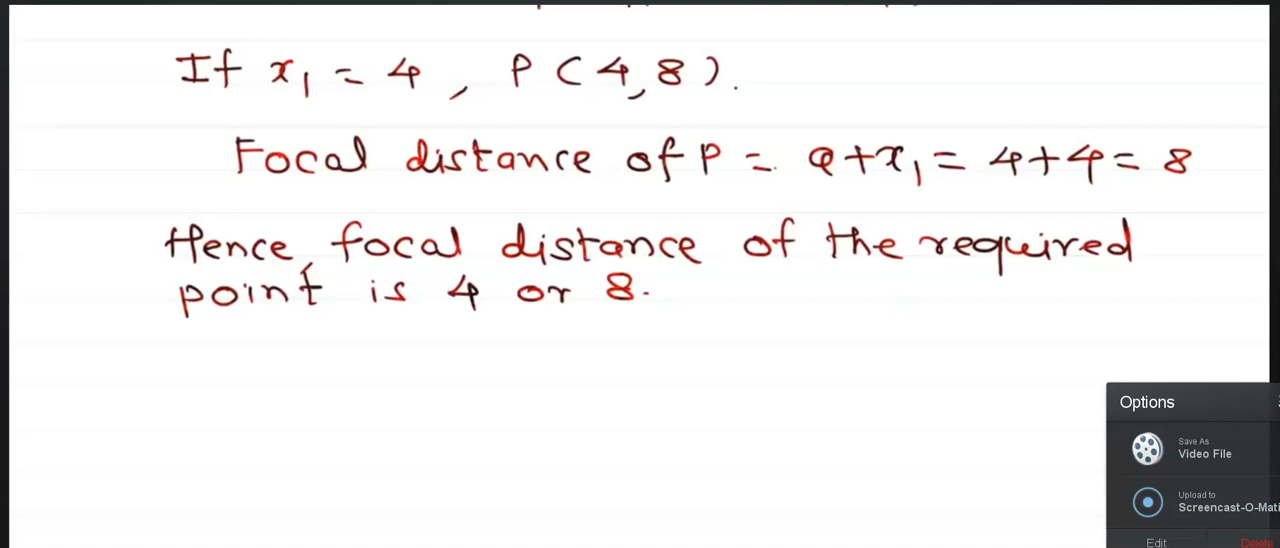 If x₁ = 4 , P ( 4, 8 ).
Focal distance of P = a + x₁ = 4 + 4 = 8
Hence, focal distance of the required
point is 4 or 8.
Options
Save As
Video File
Upload to
Screencast-O-Mati
Edit
Delete